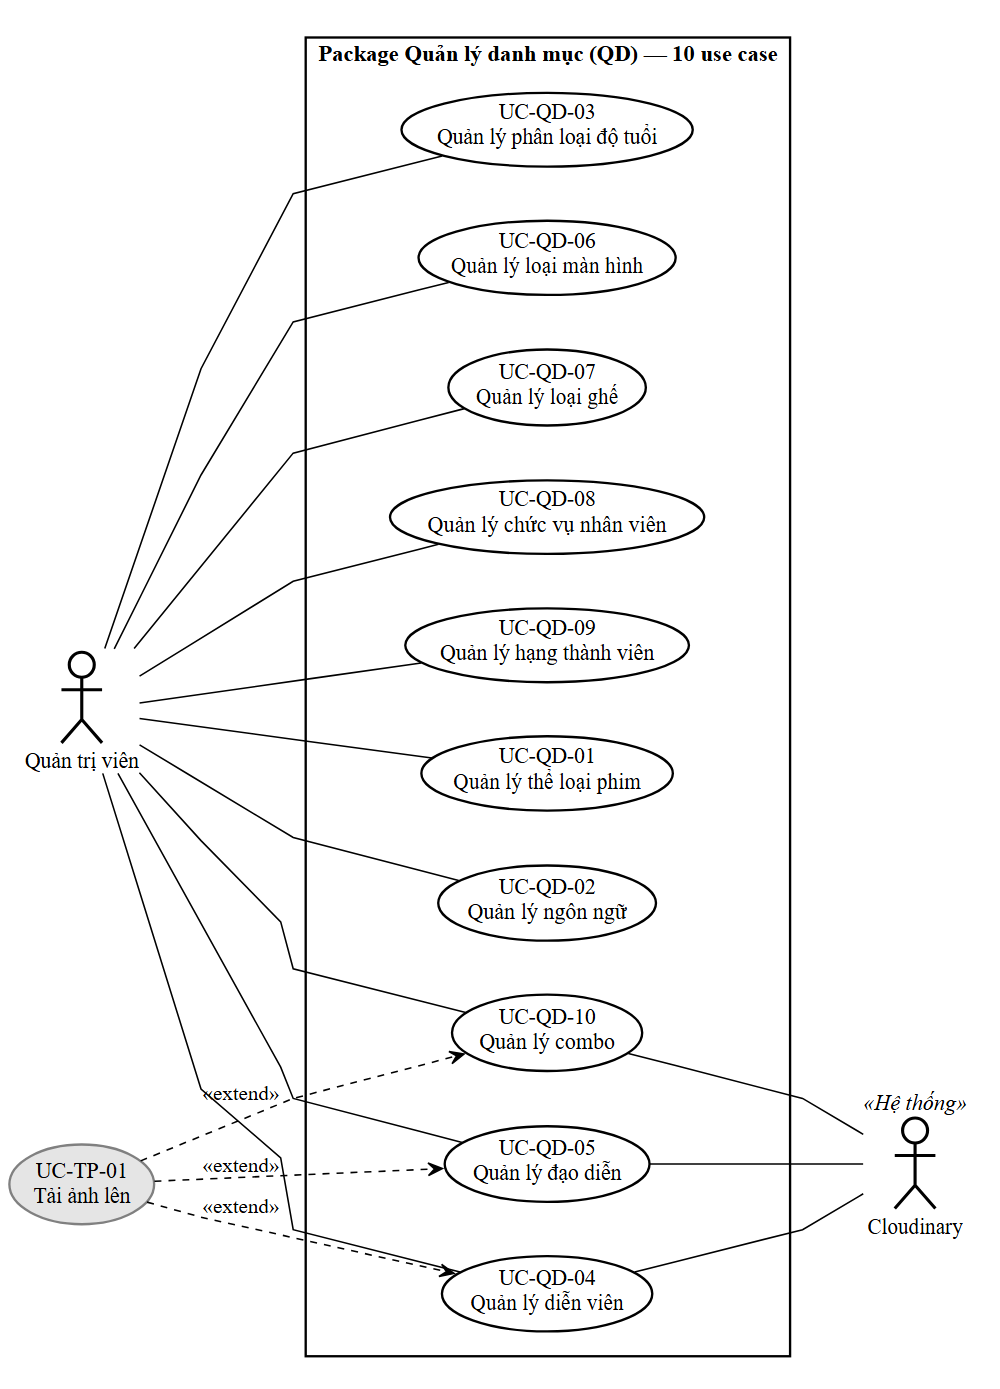 Package Quản lý danh mục (QD) — 10 use case
UC-QD-03
Quản lý phân loại độ tuổi
UC-QD-06
Quản lý loại màn hình
UC-QD-07
Quản lý loại ghế
UC-QD-08
Quản lý chức vụ nhân viên
UC-QD-09
Quản lý hạng thành viên
Quản trị viên
UC-QD-01
Quản lý thể loại phim
UC-QD-02
Quản lý ngôn ngữ
UC-QD-10
Quản lý combo
«extend»
«Hệ thống»
UC-QD-05
Quản lý đạo diễn
«extend»
UC-TP-01
Tải ảnh lên
«extend»
Cloudinary
UC-QD-04
Quản lý diễn viên